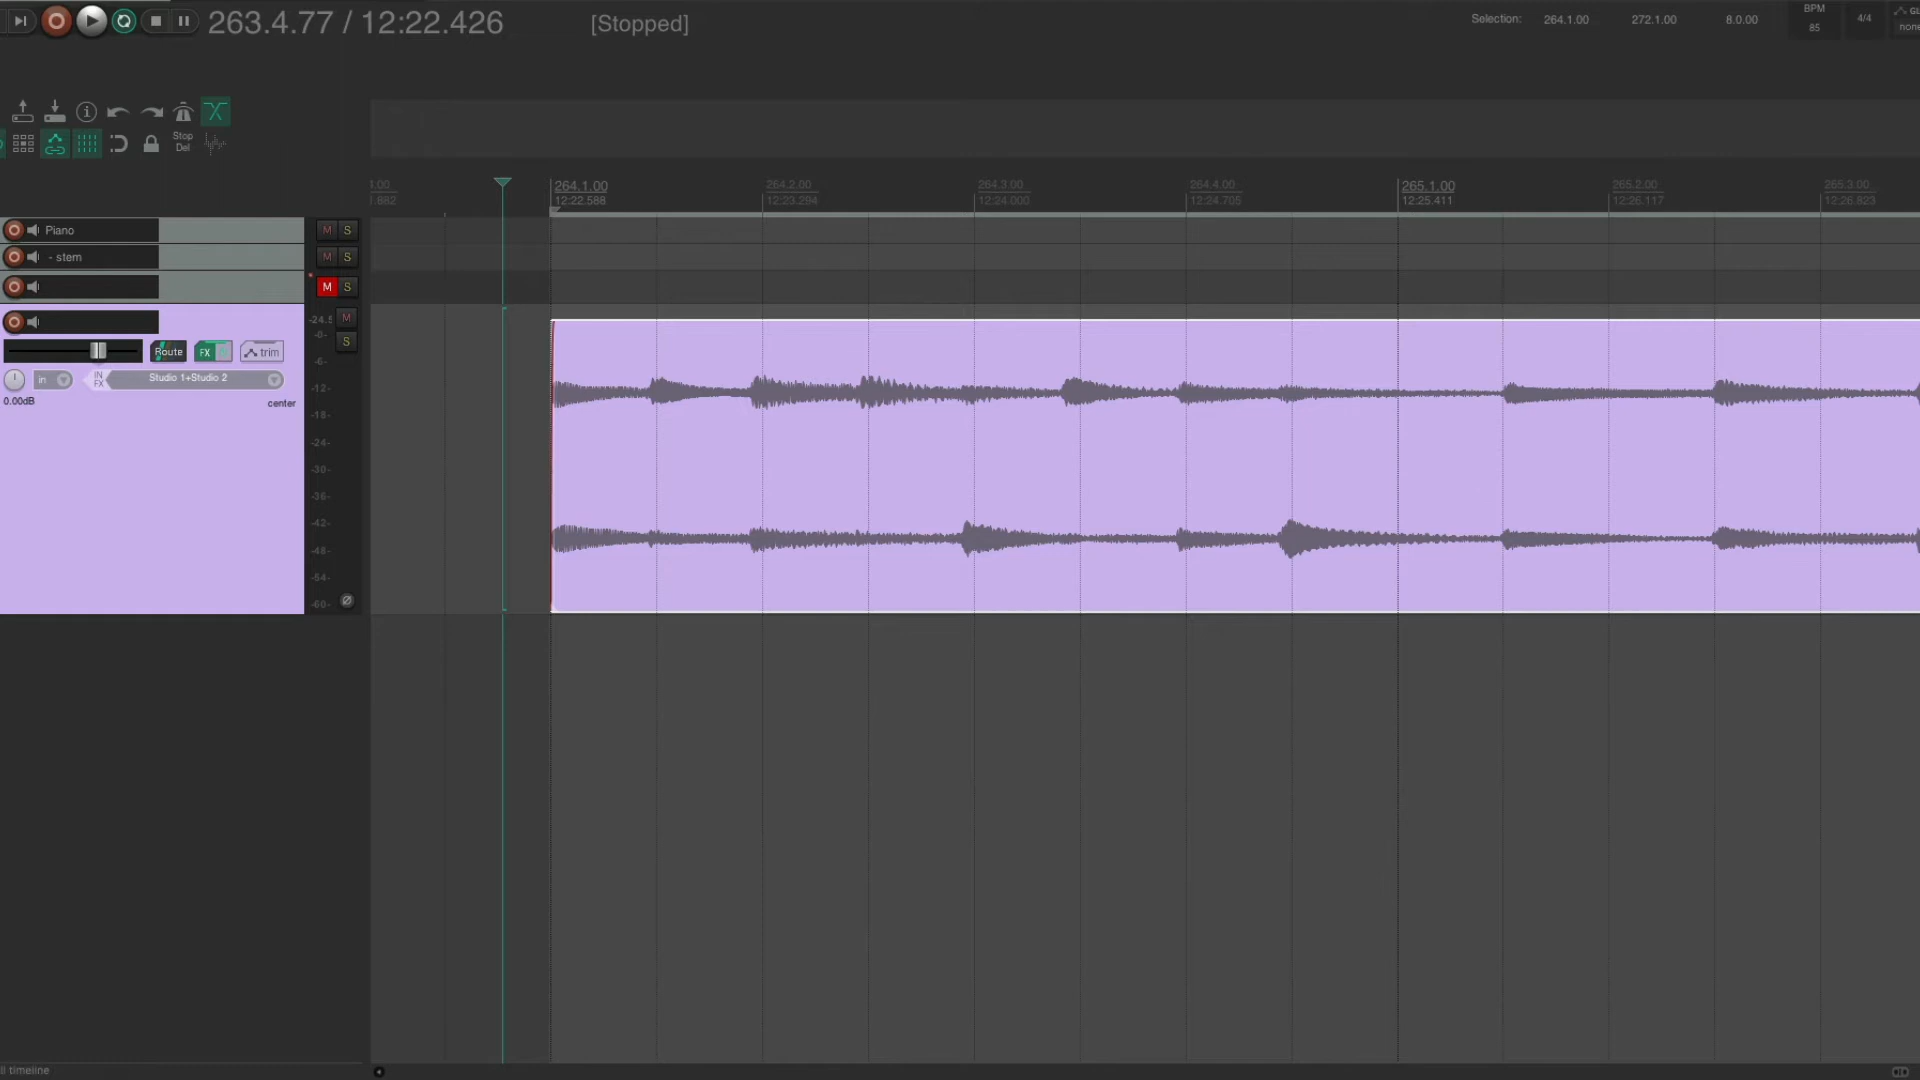 263.4.77 / 12:22.426
[Stopped]
Selection: 264.1.00 272.1.00 8.0.00
BPM
85
4/4
GL
none
Stop
Del
1.00
264.1.00
12:22.588
264.2.00
12:23.294
264.3.00
12:24.000
264.4.00
12:24.705
265.1.00
12:25.411
265.2.00
12:26.117
265.3.00
12:26.823
Piano
M S
- stem
M S
M S
-24.5
M
-0-
S
Route
FX
trim
-6-
in
IN
FX
Studio 1+Studio 2
-12-
0.00dB
center
-18-
-24-
-30-
-36-
-42-
-48-
-54-
-60-
ll timeline